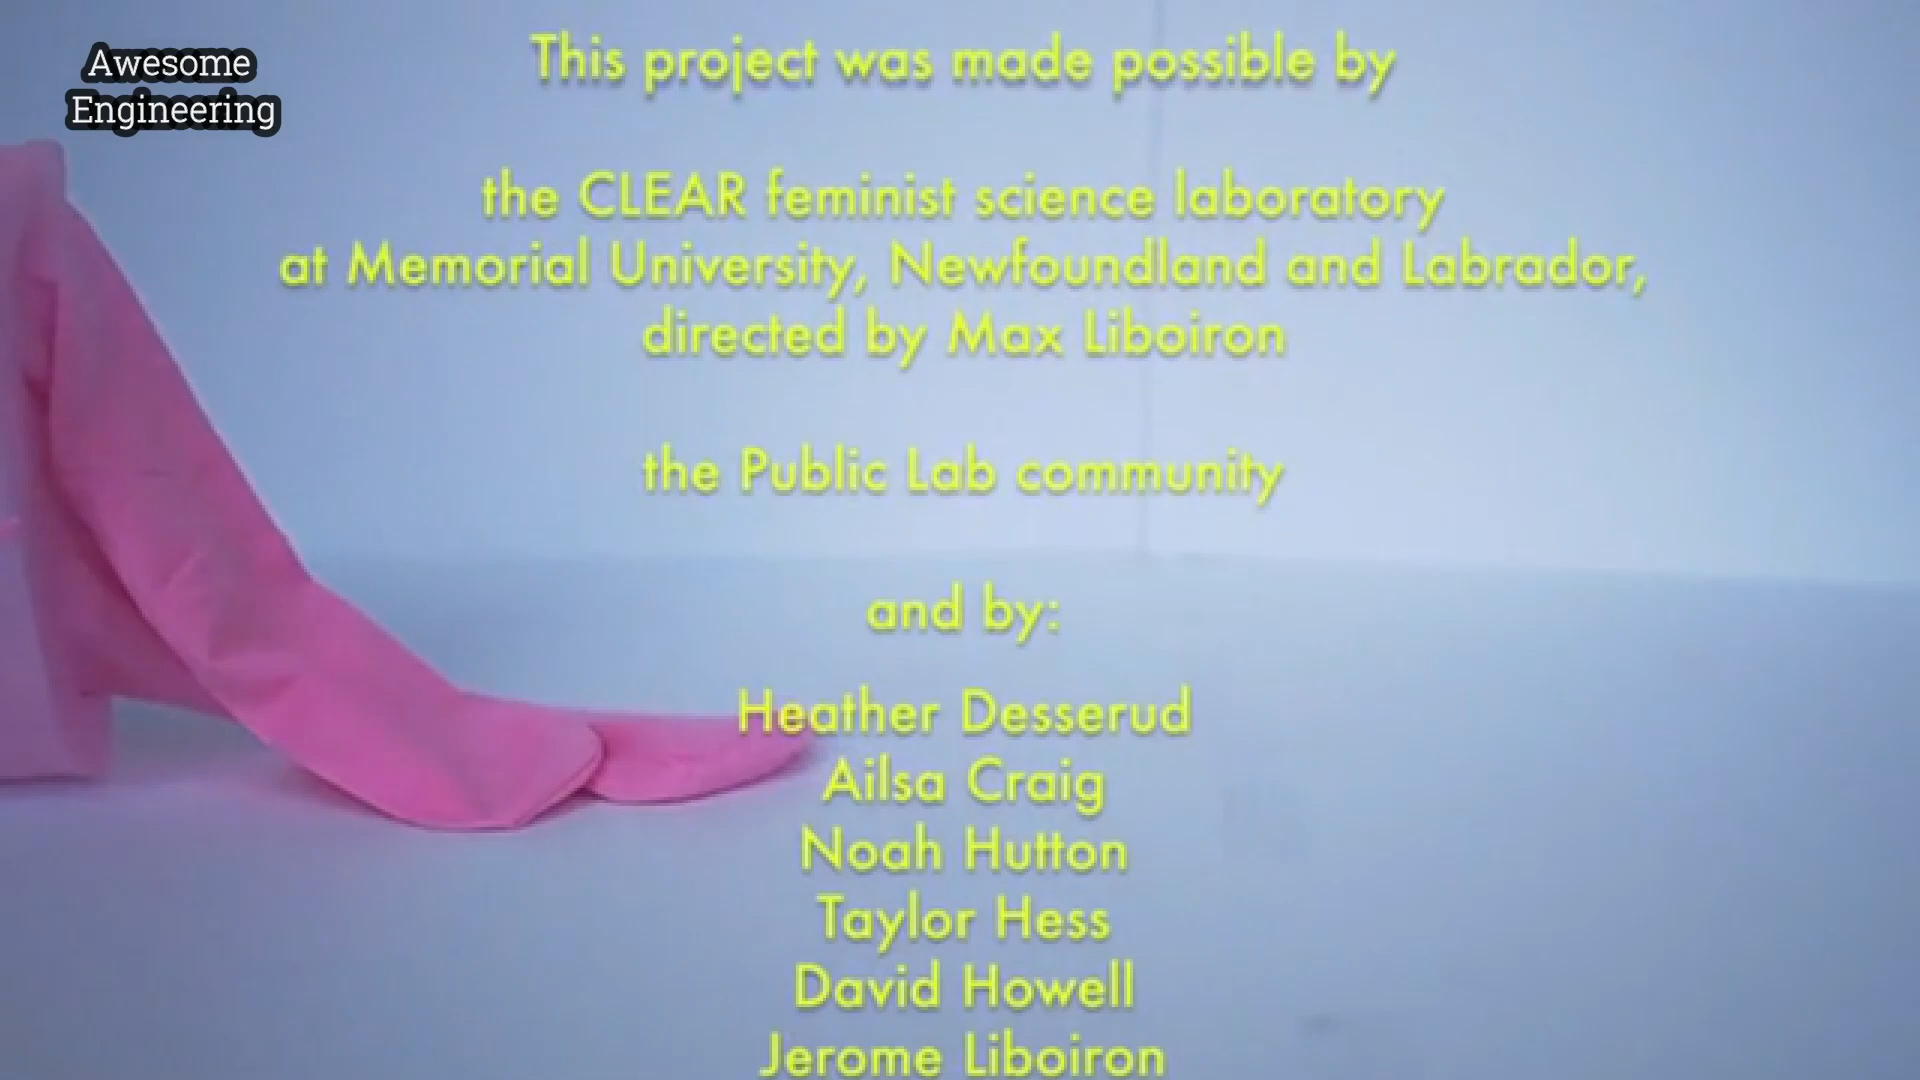 Awesome
Engineering
This project was made possible by
the CLEAR feminist science laboratory
at Memorial University, Newfoundland and Labrador,
directed by Max Liboiron
the Public Lab community
and by:
Heather Desserud
Ailsa Craig
Noah Hutton
Taylor Hess
David Howell
Jerome Liboiron